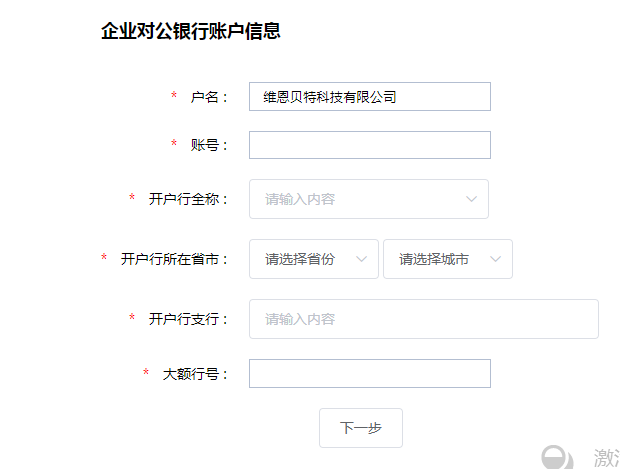 企业对公银行账户信息
* 户名： 维恩贝特科技有限公司
* 账号：
* 开户行全称： 请输入内容
* 开户行所在省市： 请选择省份 请选择城市
* 开户行支行： 请输入内容
* 大额行号：
下一步
激